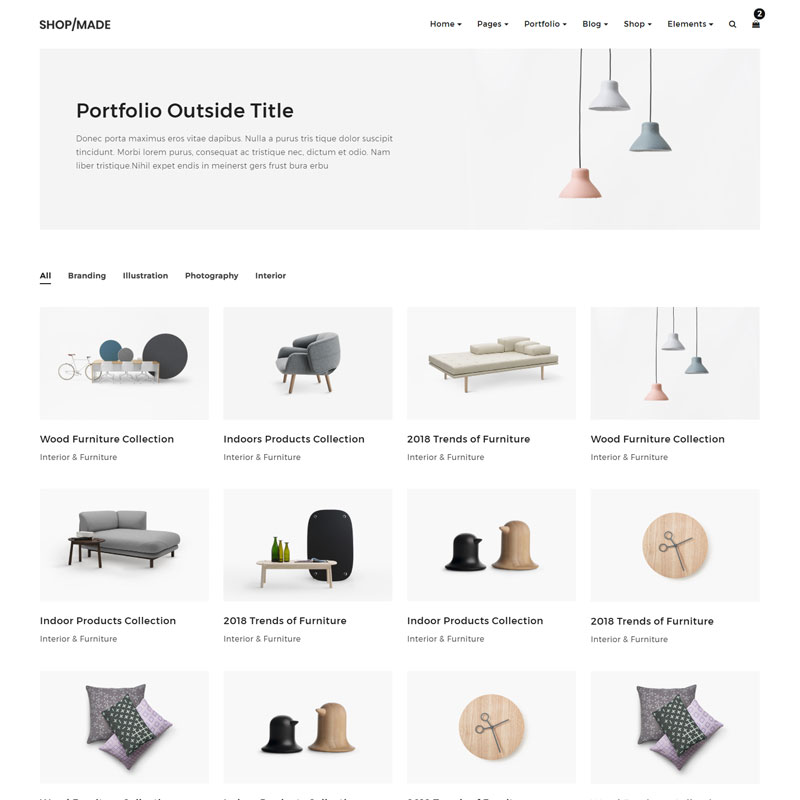 SHOP/MADE
Home Pages Portfolio Blog Shop Elements 2
Portfolio Outside Title
Donec porta maximus eros vitae dapibus. Nulla a purus tris tique dolor suscipit
tincidunt. Morbi lorem purus, consequat ac tristique nec, dictum et odio. Nam
liber tristique Nihil expet endis in meinerst gers frust bura erbu
All Branding Illustration Photography Interior
Wood Furniture Collection
Interior & Furniture
Indoors Products Collection
Interior & Furniture
2018 Trends of Furniture
Interior & Furniture
Wood Furniture Collection
Interior & Furniture
Indoor Products Collection
Interior & Furniture
2018 Trends of Furniture
Interior & Furniture
Indoor Products Collection
Interior & Furniture
2018 Trends of Furniture
Interior & Furniture